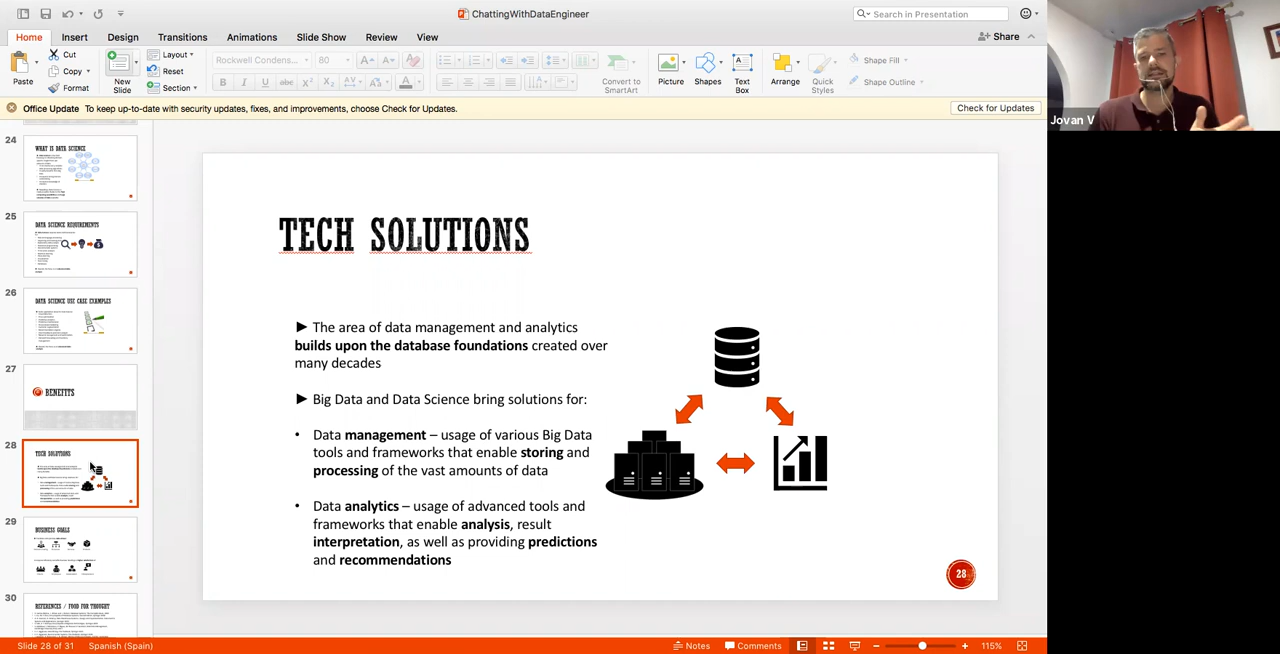 ChattingWithDataEngineer
Search in Presentation
Home Insert Design Transitions Animations Slide Show Review View
Share
Paste
Cut
Copy
Format
New Slide
Layout
Reset
Section
Rockwell Condens...
80
Convert to SmartArt
Picture
Shapes
Text Box
Arrange
Quick Styles
Shape Fill
Shape Outline
Office Update To keep up-to-date with security updates, fixes, and improvements, choose Check for Updates.
Check for Updates
Jovan V
24
WHAT IS DATA SCIENCE
25
DATA SCIENCE REQUIREMENTS
26
DATA SCIENCE USE CASE EXAMPLES
27
BENEFITS
28
TECH SOLUTIONS
29
BUSINESS GOALS
30
REFERENCES / FOOD FOR THOUGHT
TECH SOLUTIONS
► The area of data management and analytics
builds upon the database foundations created over
many decades
► Big Data and Data Science bring solutions for:
• Data management – usage of various Big Data
tools and frameworks that enable storing and
processing of the vast amounts of data
• Data analytics – usage of advanced tools and
frameworks that enable analysis, result
interpretation, as well as providing predictions
and recommendations
28
Slide 28 of 31
Spanish (Spain)
Notes
Comments
115%